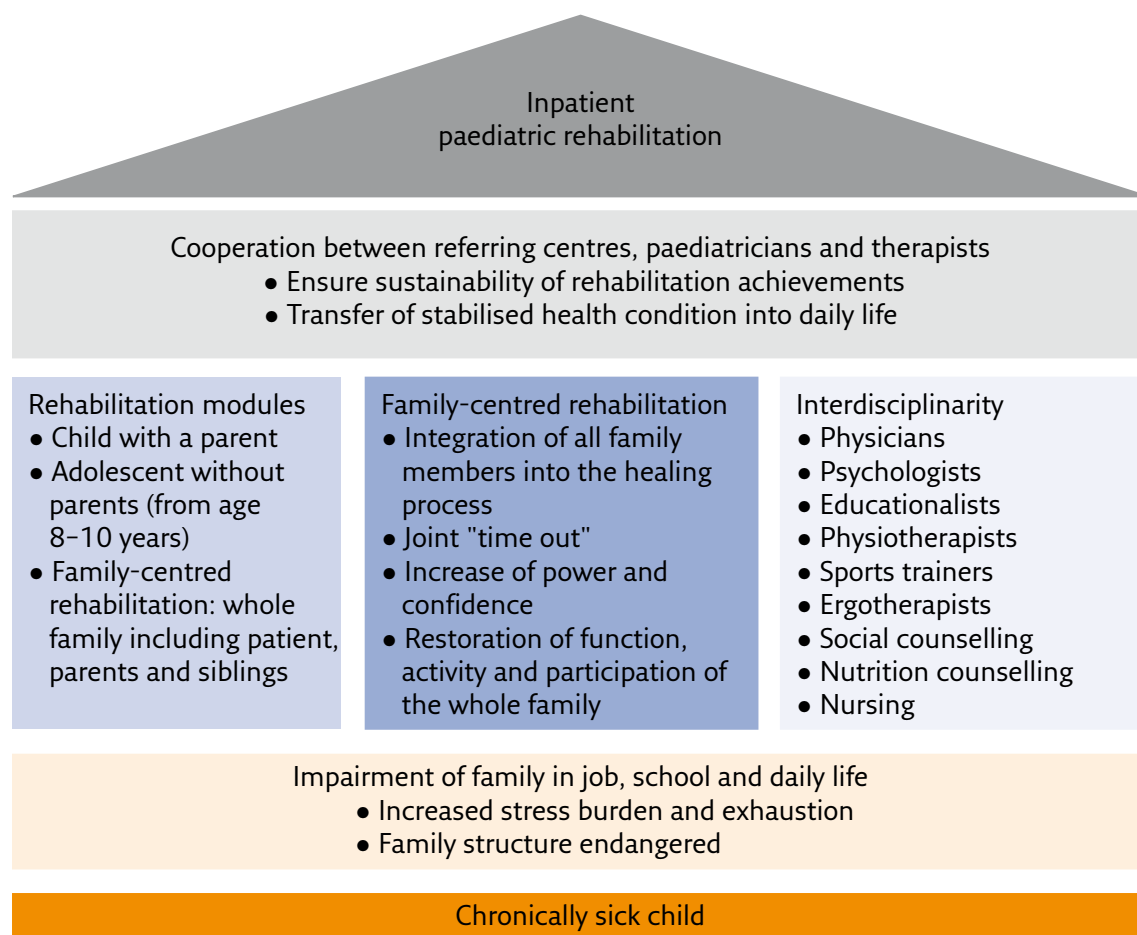 Inpatient
paediatric rehabilitation
Cooperation between referring centres, paediatricians and therapists
● Ensure sustainability of rehabilitation achievements
● Transfer of stabilised health condition into daily life
Rehabilitation modules
● Child with a parent
● Adolescent without
parents (from age
8–10 years)
● Family-centred
rehabilitation: whole
family including patient,
parents and siblings
Family-centred rehabilitation
● Integration of all family
members into the healing
process
● Joint "time out"
● Increase of power and
confidence
● Restoration of function,
activity and participation of
the whole family
Interdisciplinarity
● Physicians
● Psychologists
● Educationalists
● Physiotherapists
● Sports trainers
● Ergotherapists
● Social counselling
● Nutrition counselling
● Nursing
Impairment of family in job, school and daily life
● Increased stress burden and exhaustion
● Family structure endangered
Chronically sick child